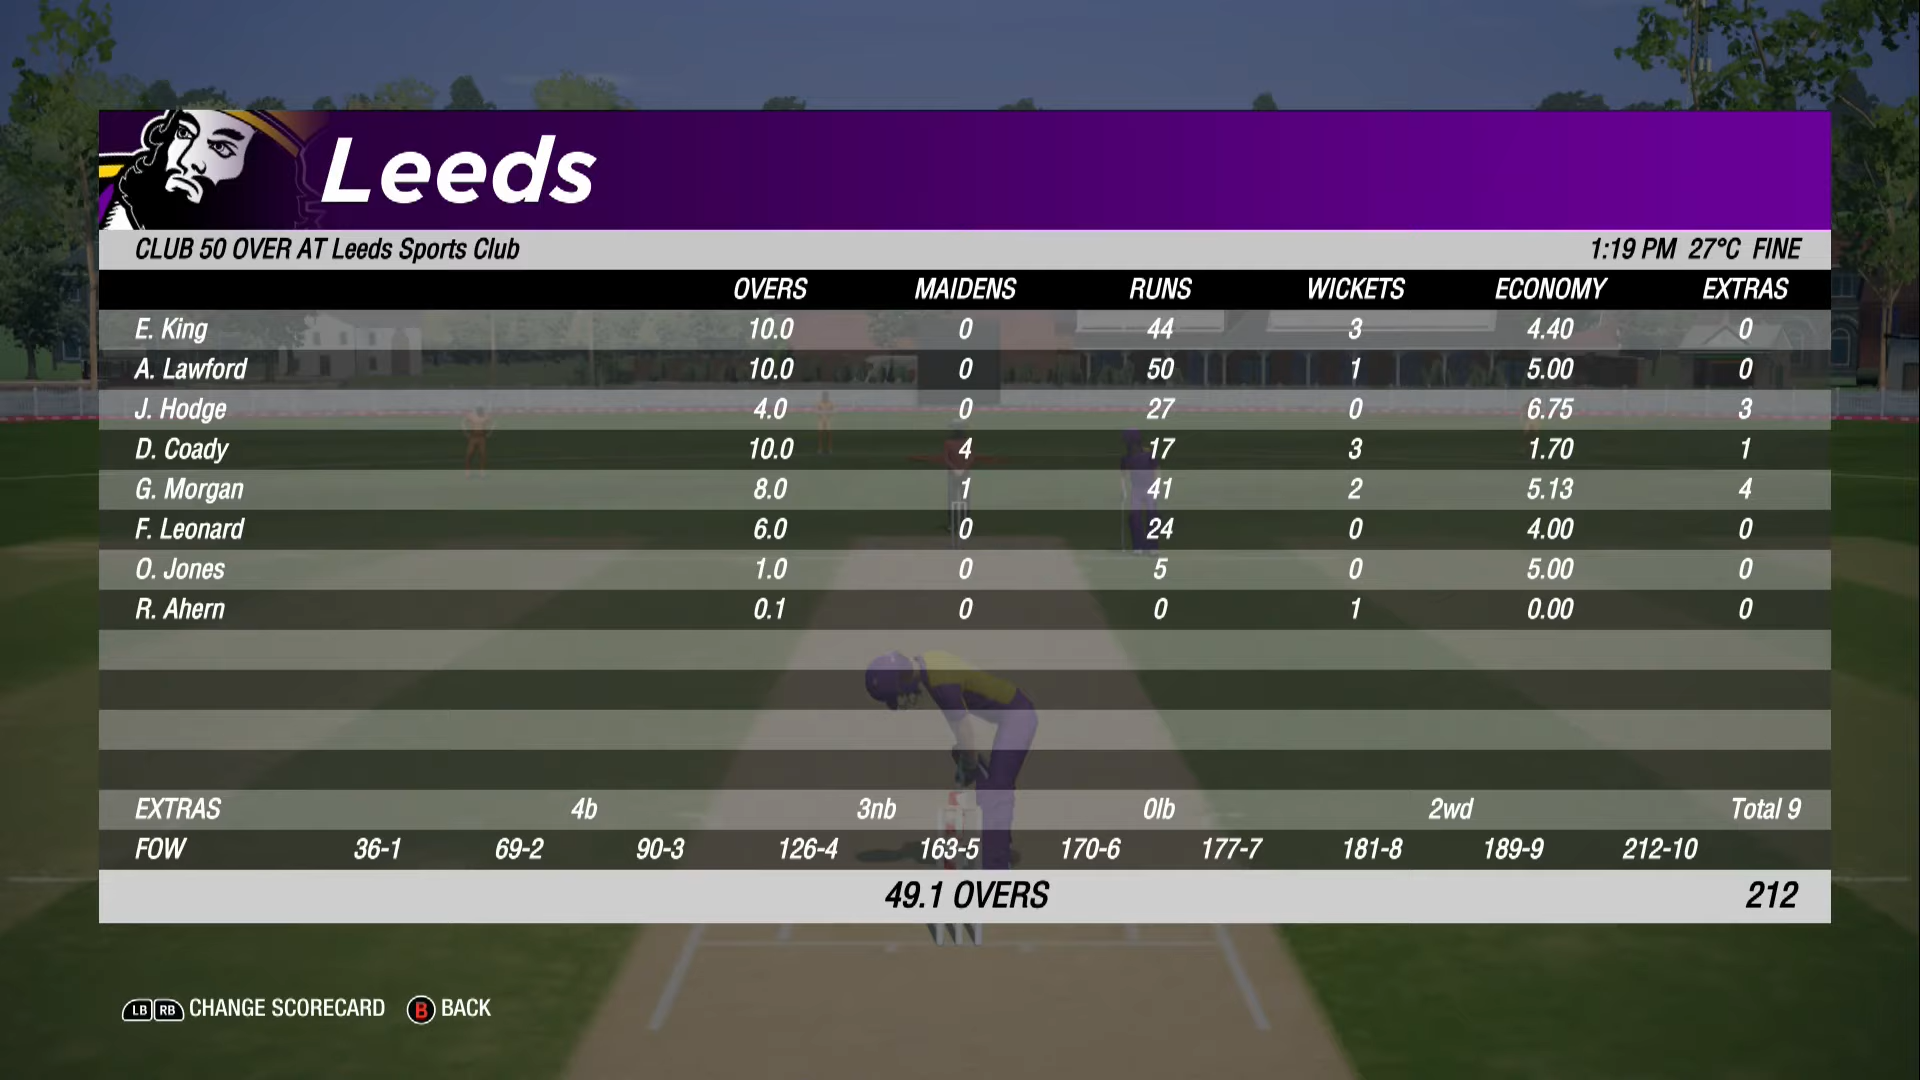 Leeds
CLUB 50 OVER AT Leeds Sports Club 1:19 PM 27°C FINE
OVERS MAIDENS RUNS WICKETS ECONOMY EXTRAS
E. King 10.0 0 44 3 4.40 0
A. Lawford 10.0 0 50 1 5.00 0
J. Hodge 4.0 0 27 0 6.75 3
D. Coady 10.0 4 17 3 1.70 1
G. Morgan 8.0 1 41 2 5.13 4
F. Leonard 6.0 0 24 0 4.00 0
O. Jones 1.0 0 5 0 5.00 0
R. Ahern 0.1 0 0 1 0.00 0
EXTRAS 4b 3nb 0lb 2wd Total 9
FOW 36-1 69-2 90-3 126-4 163-5 170-6 177-7 181-8 189-9 212-10
49.1 OVERS 212
LB RB CHANGE SCORECARD B BACK